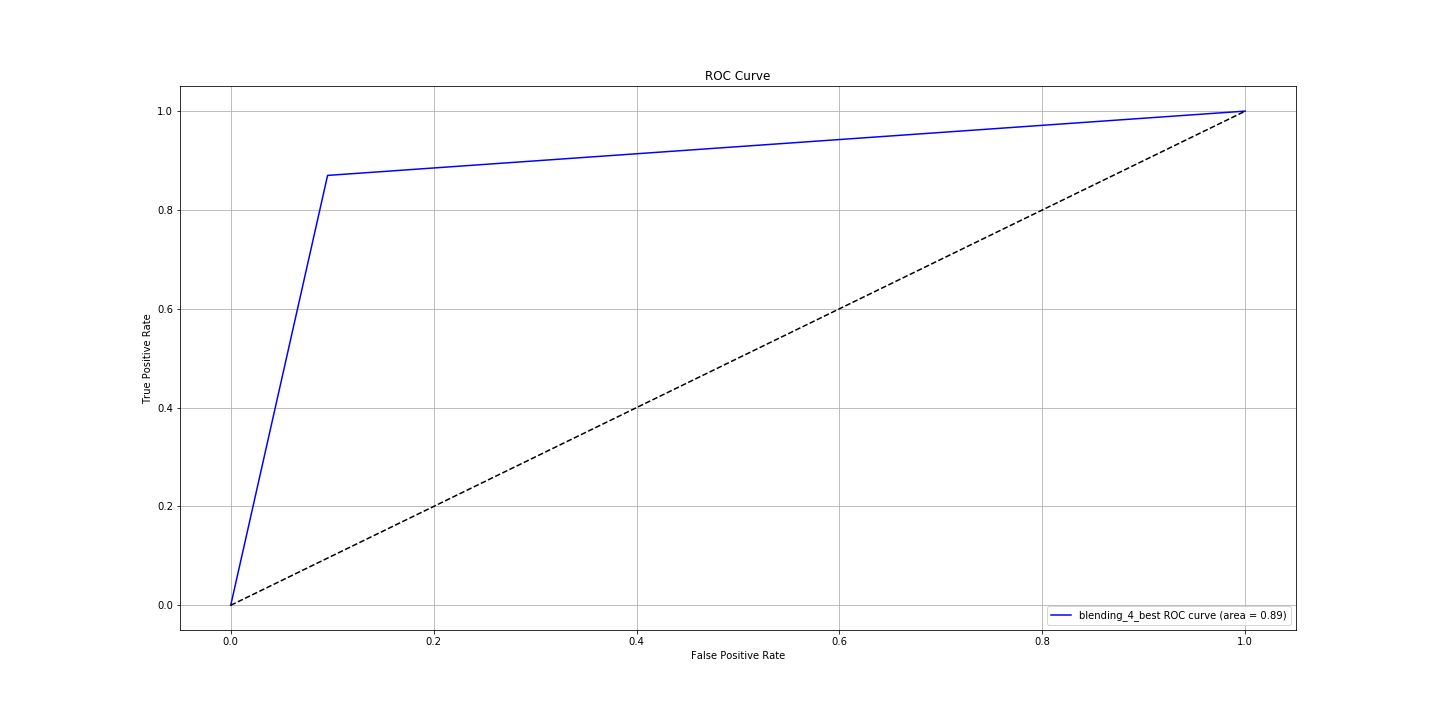 ROC Curve
True Positive Rate
1.0
0.8
0.6
0.4
0.2
0.0
blending_4_best ROC curve (area = 0.89)
0.0 0.2 0.4 0.6 0.8 1.0
False Positive Rate